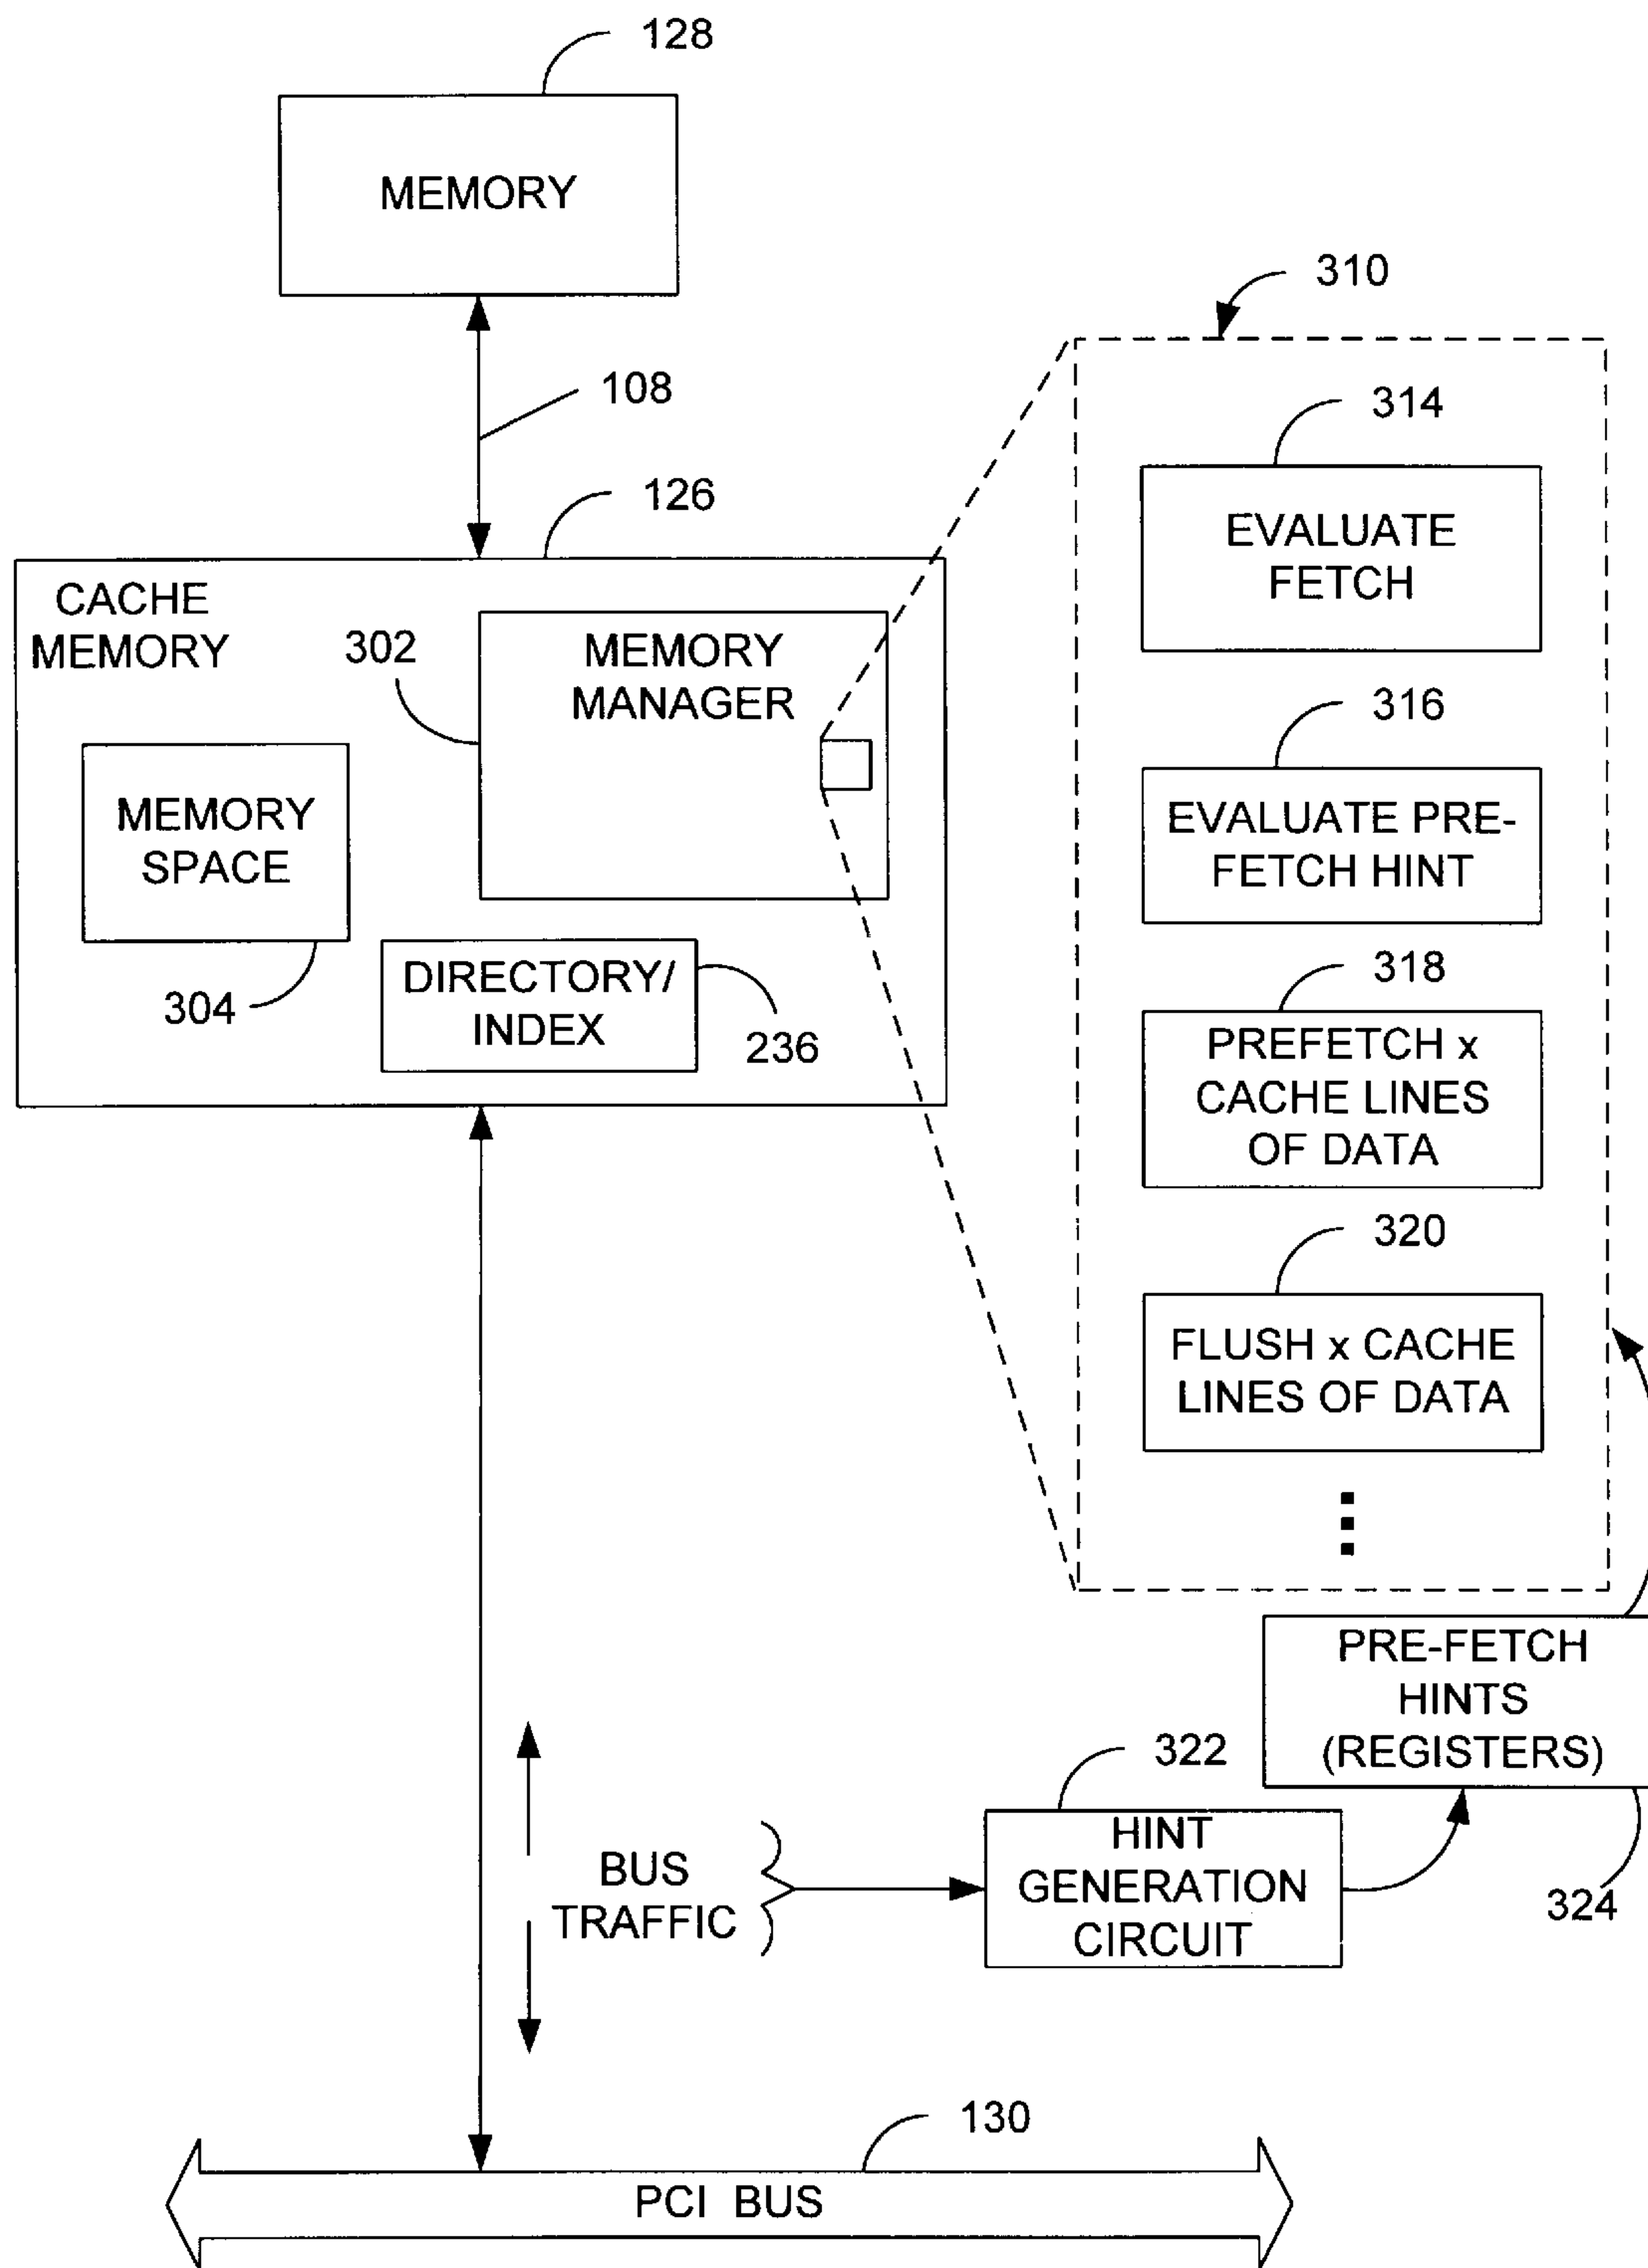 128
MEMORY
310
108
314
126
EVALUATE
FETCH
CACHE
MEMORY
302
MEMORY
MANAGER
316
MEMORY
SPACE
EVALUATE PRE-
FETCH HINT
304
DIRECTORY/
INDEX
236
318
PREFETCH x
CACHE LINES
OF DATA
320
FLUSH x CACHE
LINES OF DATA
PRE-FETCH
HINTS
(REGISTERS)
322
BUS
TRAFFIC
HINT
GENERATION
CIRCUIT
324
130
PCI BUS